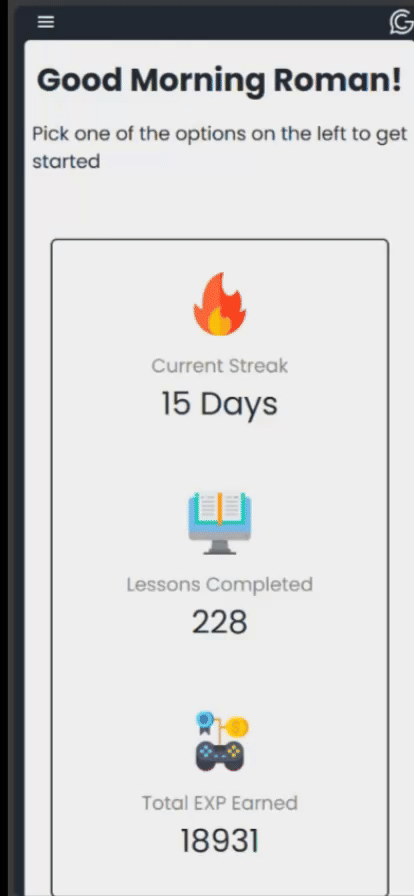 Good Morning Roman!
Pick one of the options on the left to get
started
Current Streak
15 Days
Lessons Completed
228
Total EXP Earned
18931